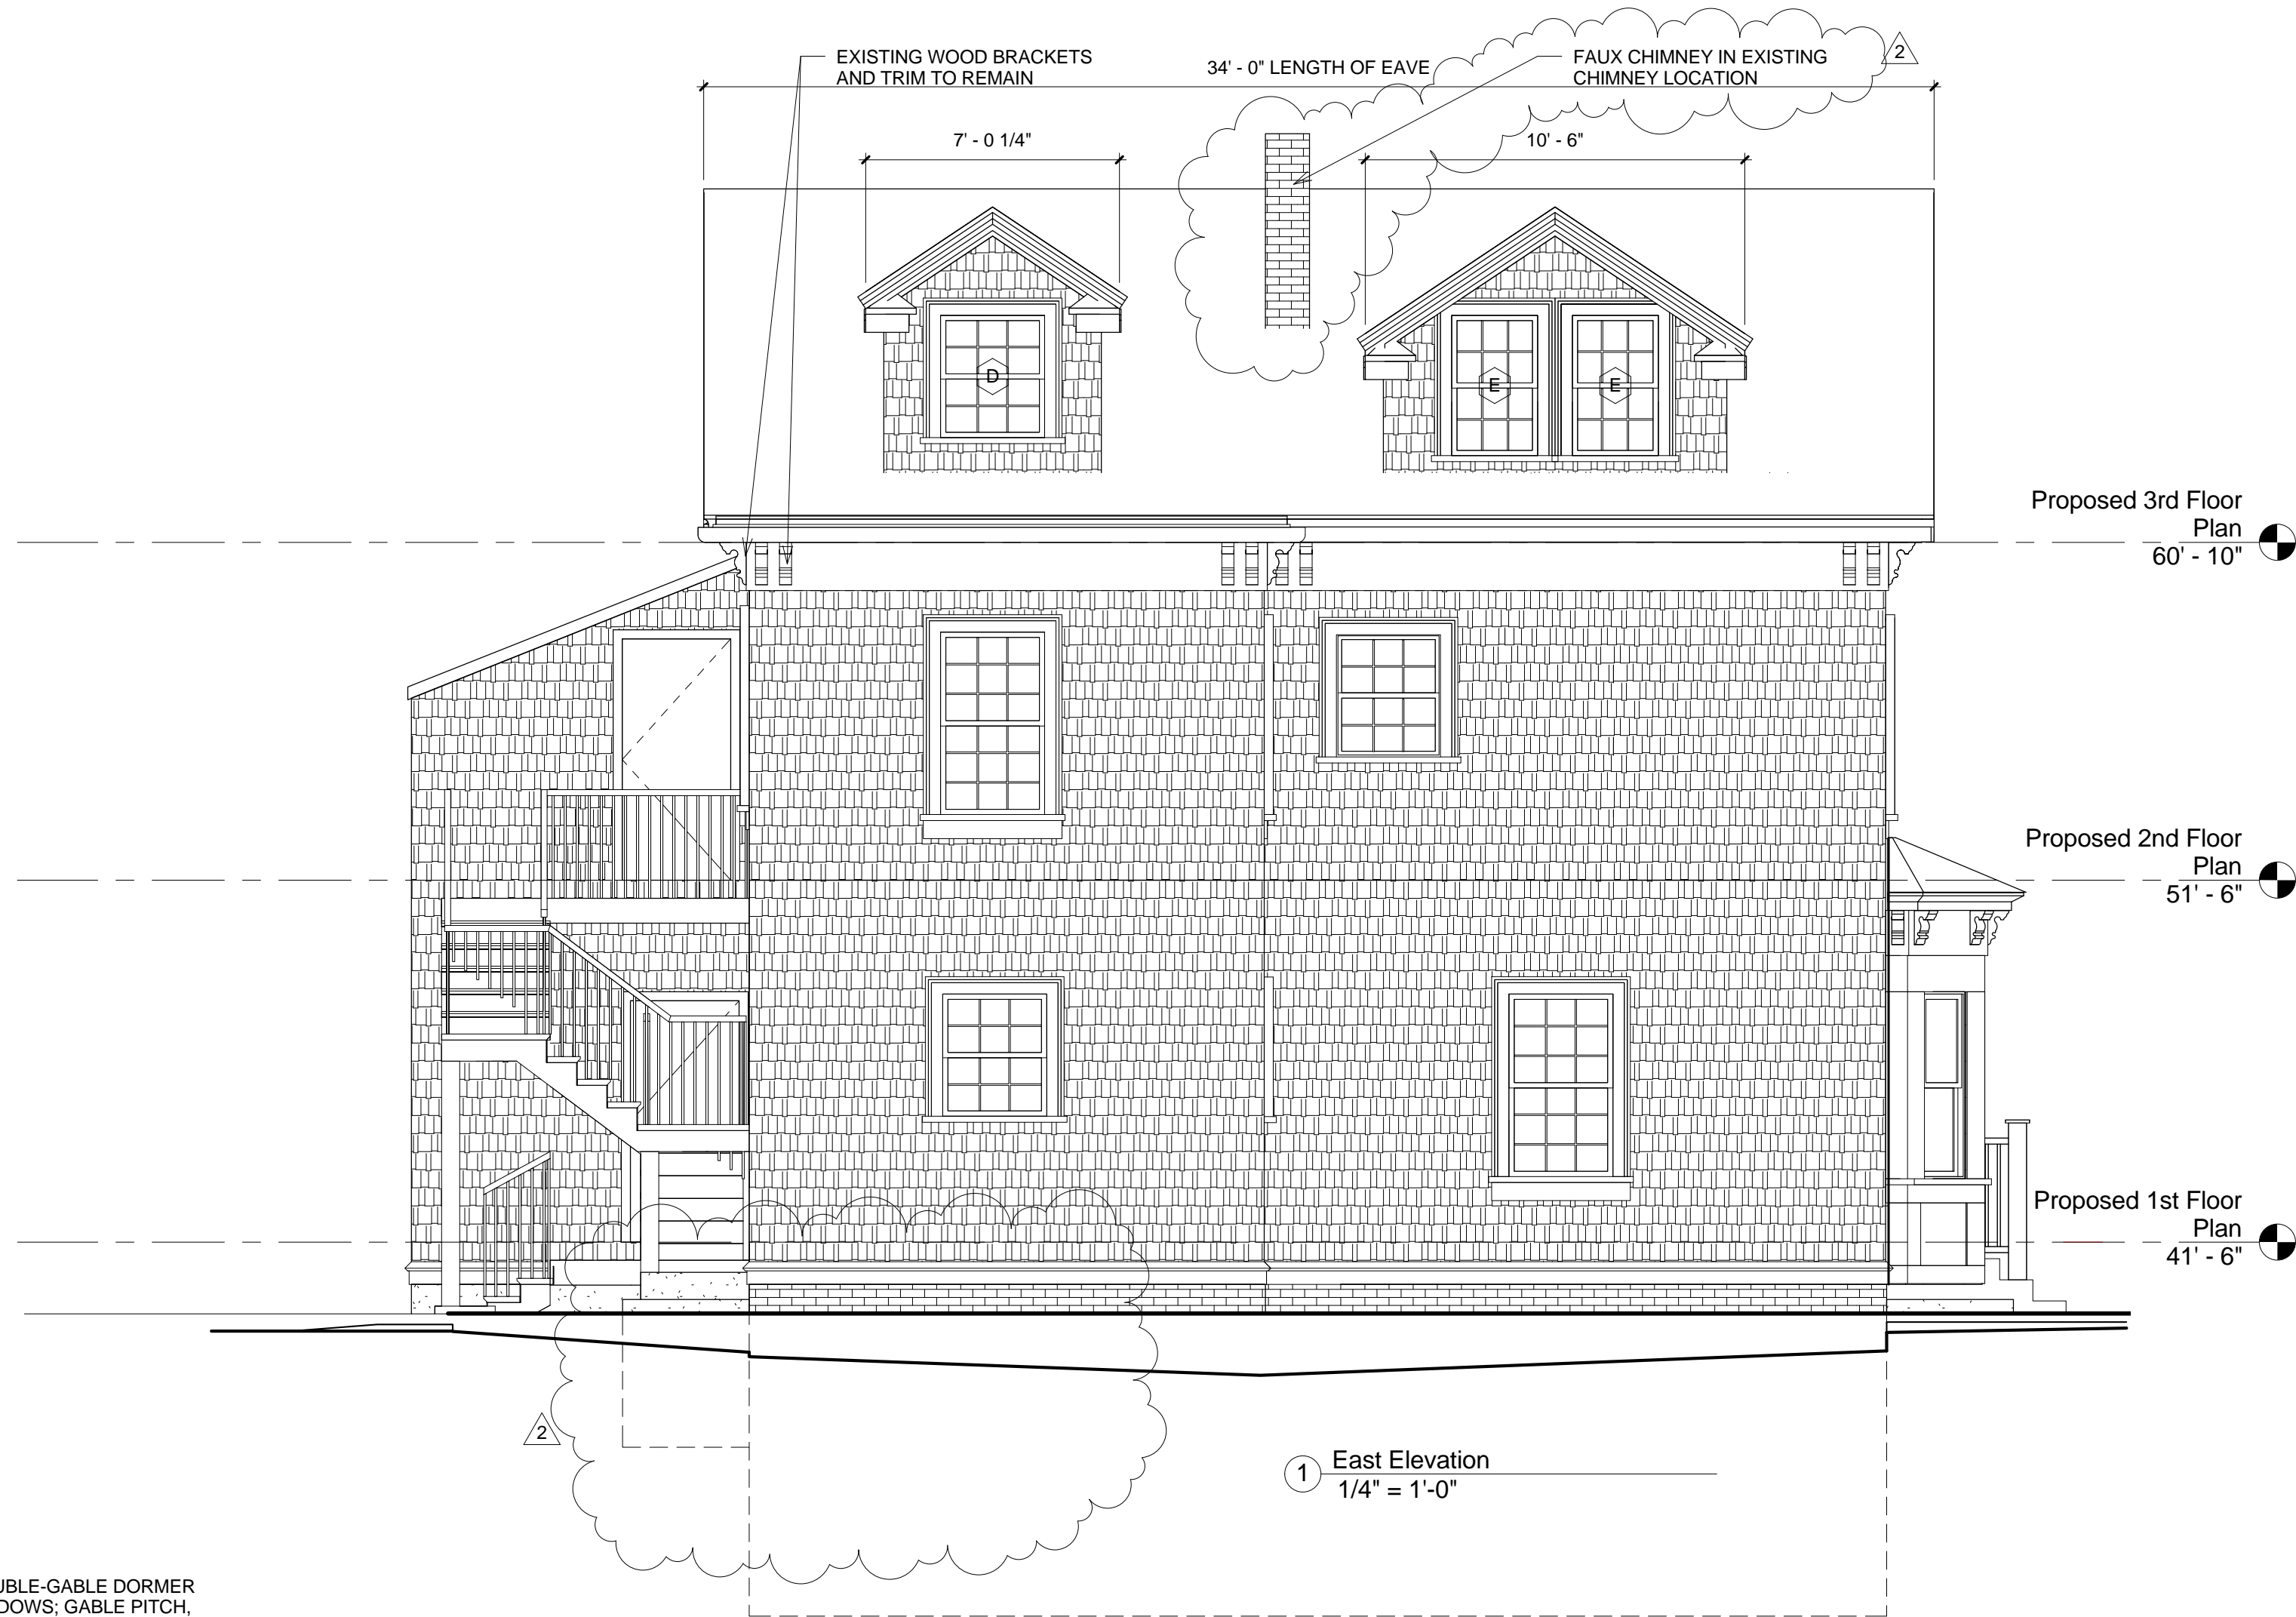 EXISTING WOOD BRACKETS
AND TRIM TO REMAIN
34' - 0" LENGTH OF EAVE
FAUX CHIMNEY IN EXISTING
CHIMNEY LOCATION
2
7' - 0 1/4"
10' - 6"
D
E
E
Proposed 3rd Floor
Plan
60' - 10"
Proposed 2nd Floor
Plan
51' - 6"
Proposed 1st Floor
Plan
41' - 6"
2
1
East Elevation
1/4" = 1'-0"
UBLE-GABLE DORMER
DOWS; GABLE PITCH,